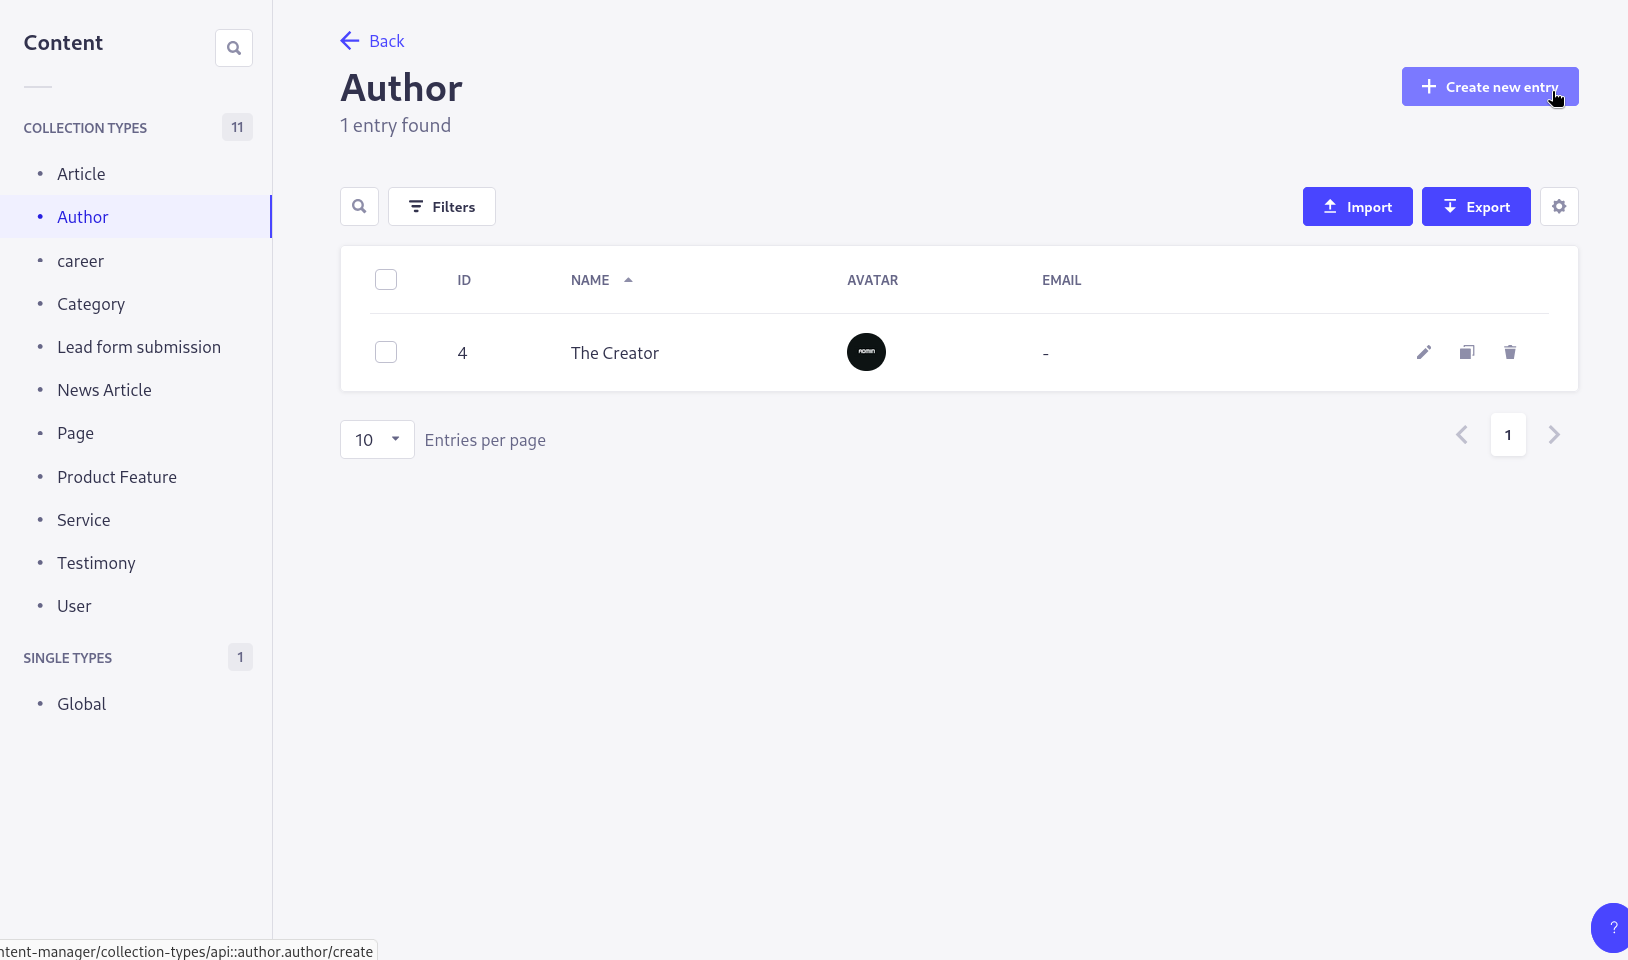 Content
COLLECTION TYPES 11
Article
Author
career
Category
Lead form submission
News Article
Page
Product Feature
Service
Testimony
User
SINGLE TYPES 1
Global
Back
Author
1 entry found
Create new entry
Filters
Import
Export
ID NAME AVATAR EMAIL
4 The Creator ADMIN -
10 Entries per page
1
?
ntent-manager/collection-types/api::author.author/create